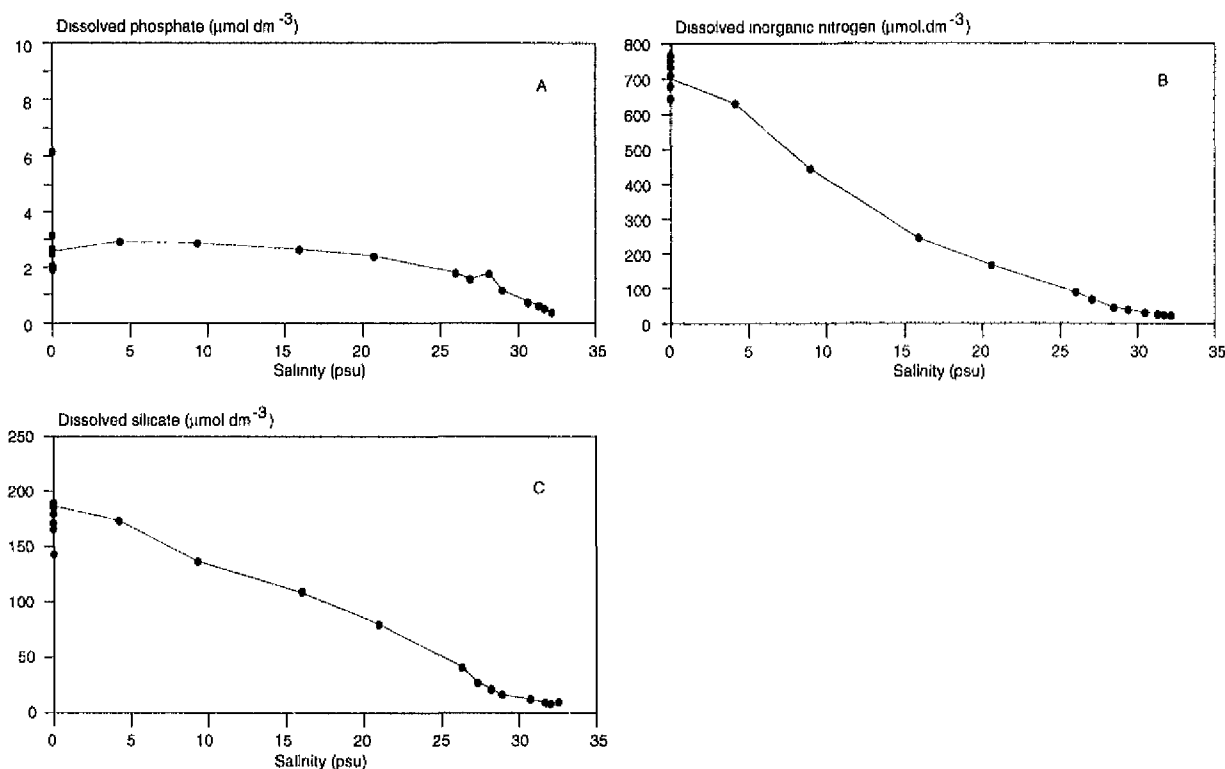 Dissolved phosphate (µmol dm⁻³)
10
8
6
4
2
0
A
0 5 10 15 20 25 30 35
Salinity (psu)
Dissolved inorganic nitrogen (µmol.dm⁻³)
800
700
600
500
400
300
200
100
0
B
0 5 10 15 20 25 30 35
Salinity (psu)
Dissolved silicate (µmol dm⁻³)
250
200
150
100
50
0
C
0 5 10 15 20 25 30 35
Salinity (psu)